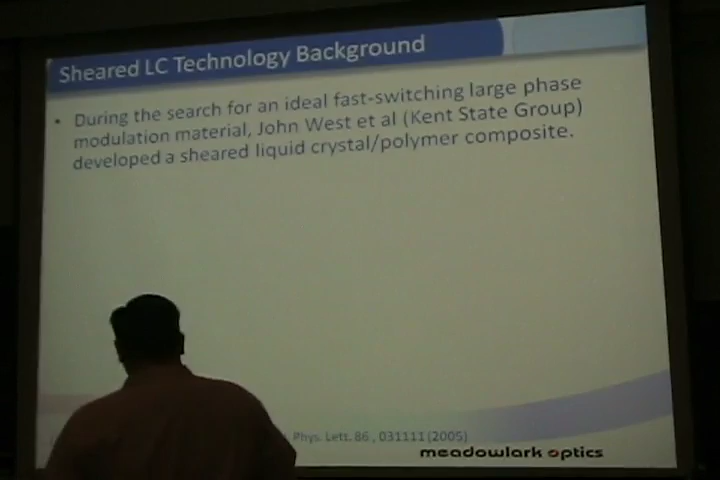 Sheared LC Technology Background
• During the search for an ideal fast-switching large phase
modulation material, John West et al (Kent State Group)
developed a sheared liquid crystal/polymer composite.
Phys. Lett. 86 , 031111 (2005)
meadowlark optics